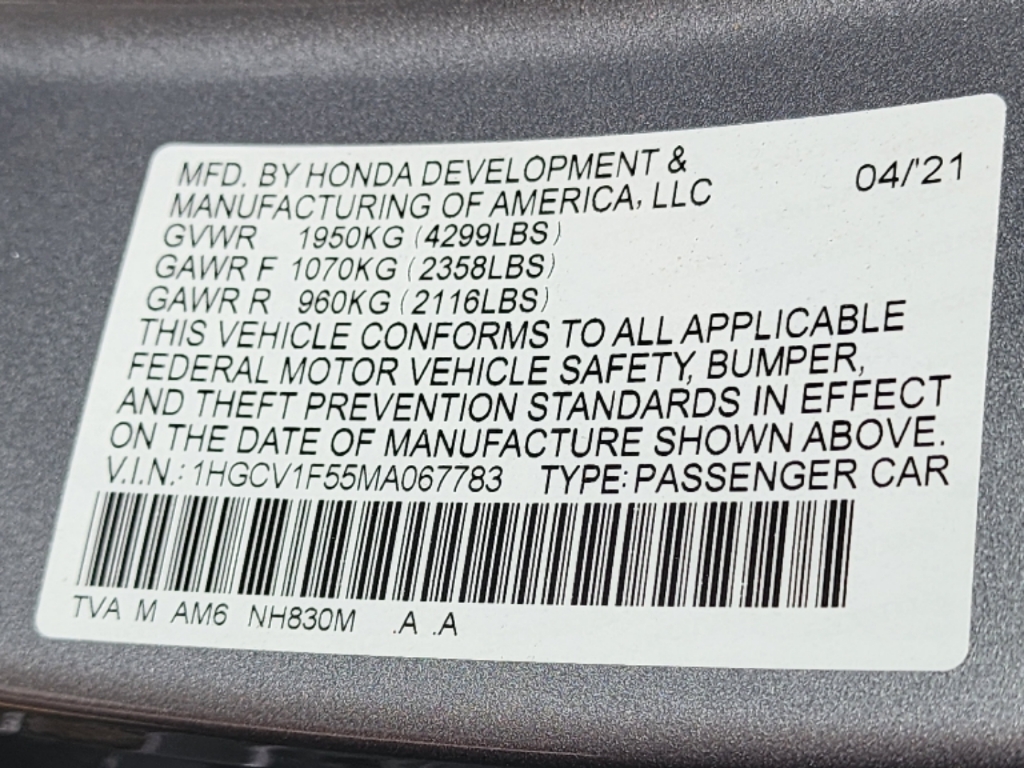 MFD. BY HONDA DEVELOPMENT &
MANUFACTURING OF AMERICA, LLC
04/'21
GVWR 1950KG (4299LBS)
GAWR F 1070KG (2358LBS)
GAWR R 960KG (2116LBS)
THIS VEHICLE CONFORMS TO ALL APPLICABLE
FEDERAL MOTOR VEHICLE SAFETY, BUMPER,
AND THEFT PREVENTION STANDARDS IN EFFECT
ON THE DATE OF MANUFACTURE SHOWN ABOVE.
V.I.N.: 1HGCV1F55MA067783 TYPE: PASSENGER CAR
TVA M AM6 NH830M .A .A